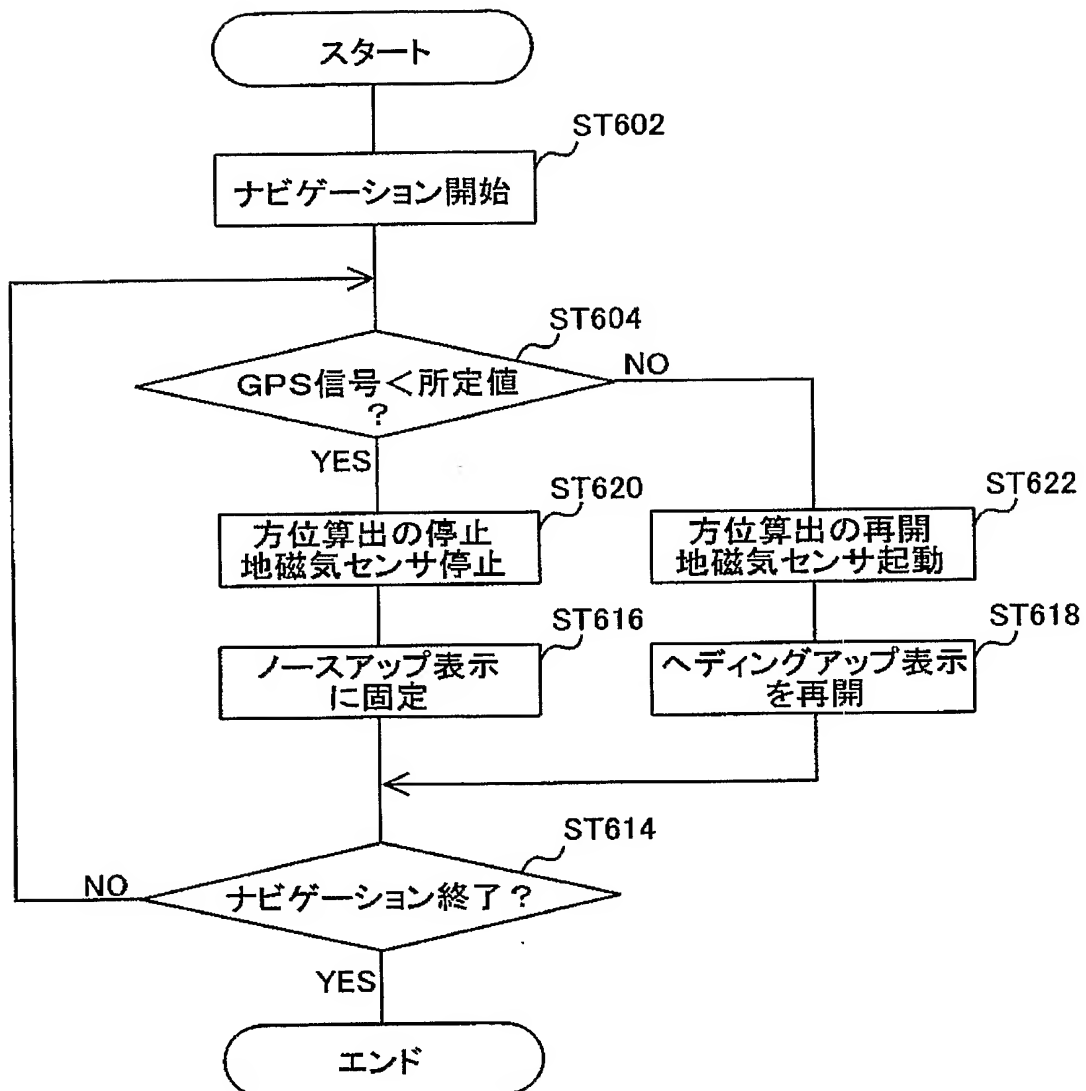 スタート
ST602
ナビゲーション開始
ST604
GPS信号<所定値
?
NO
YES
ST620
方位算出の停止
地磁気センサ停止
ST622
方位算出の再開
地磁気センサ起動
ST616
ノースアップ表示
に固定
ST618
ヘディングアップ表示
を再開
ST614
ナビゲーション終了?
NO
YES
エンド